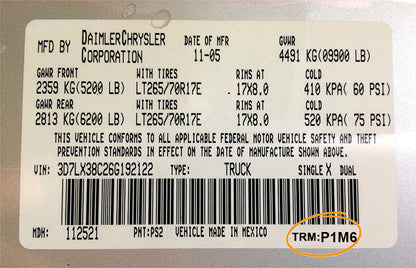 MFD BY DAIMLERCHRYSLER CORPORATION DATE OF MFR 11-05 GVWR 4491 KG(09900 LB)
GAWR FRONT WITH TIRES RIMS AT COLD
2359 KG(5200 LB) LT265/70R17E . 17X8.0 410 KPA( 60 PSI)
GAWR REAR WITH TIRES RIMS AT COLD
2813 KG(6200 LB) LT265/70R17E . 17X8.0 520 KPA( 75 PSI)
THIS VEHICLE CONFORMS TO ALL APPLICABLE FEDERAL MOTOR VEHICLE SAFETY AND THEFT
PREVENTION STANDARDS IN EFFECT ON THE DATE OF MANUFACTURE SHOWN ABOVE.
VIN: 3D7LX38C26G192122 TYPE: TRUCK SINGLE X DUAL
MDH: 112521 PNT:PS2 VEHICLE MADE IN MEXICO TRM:P1M6